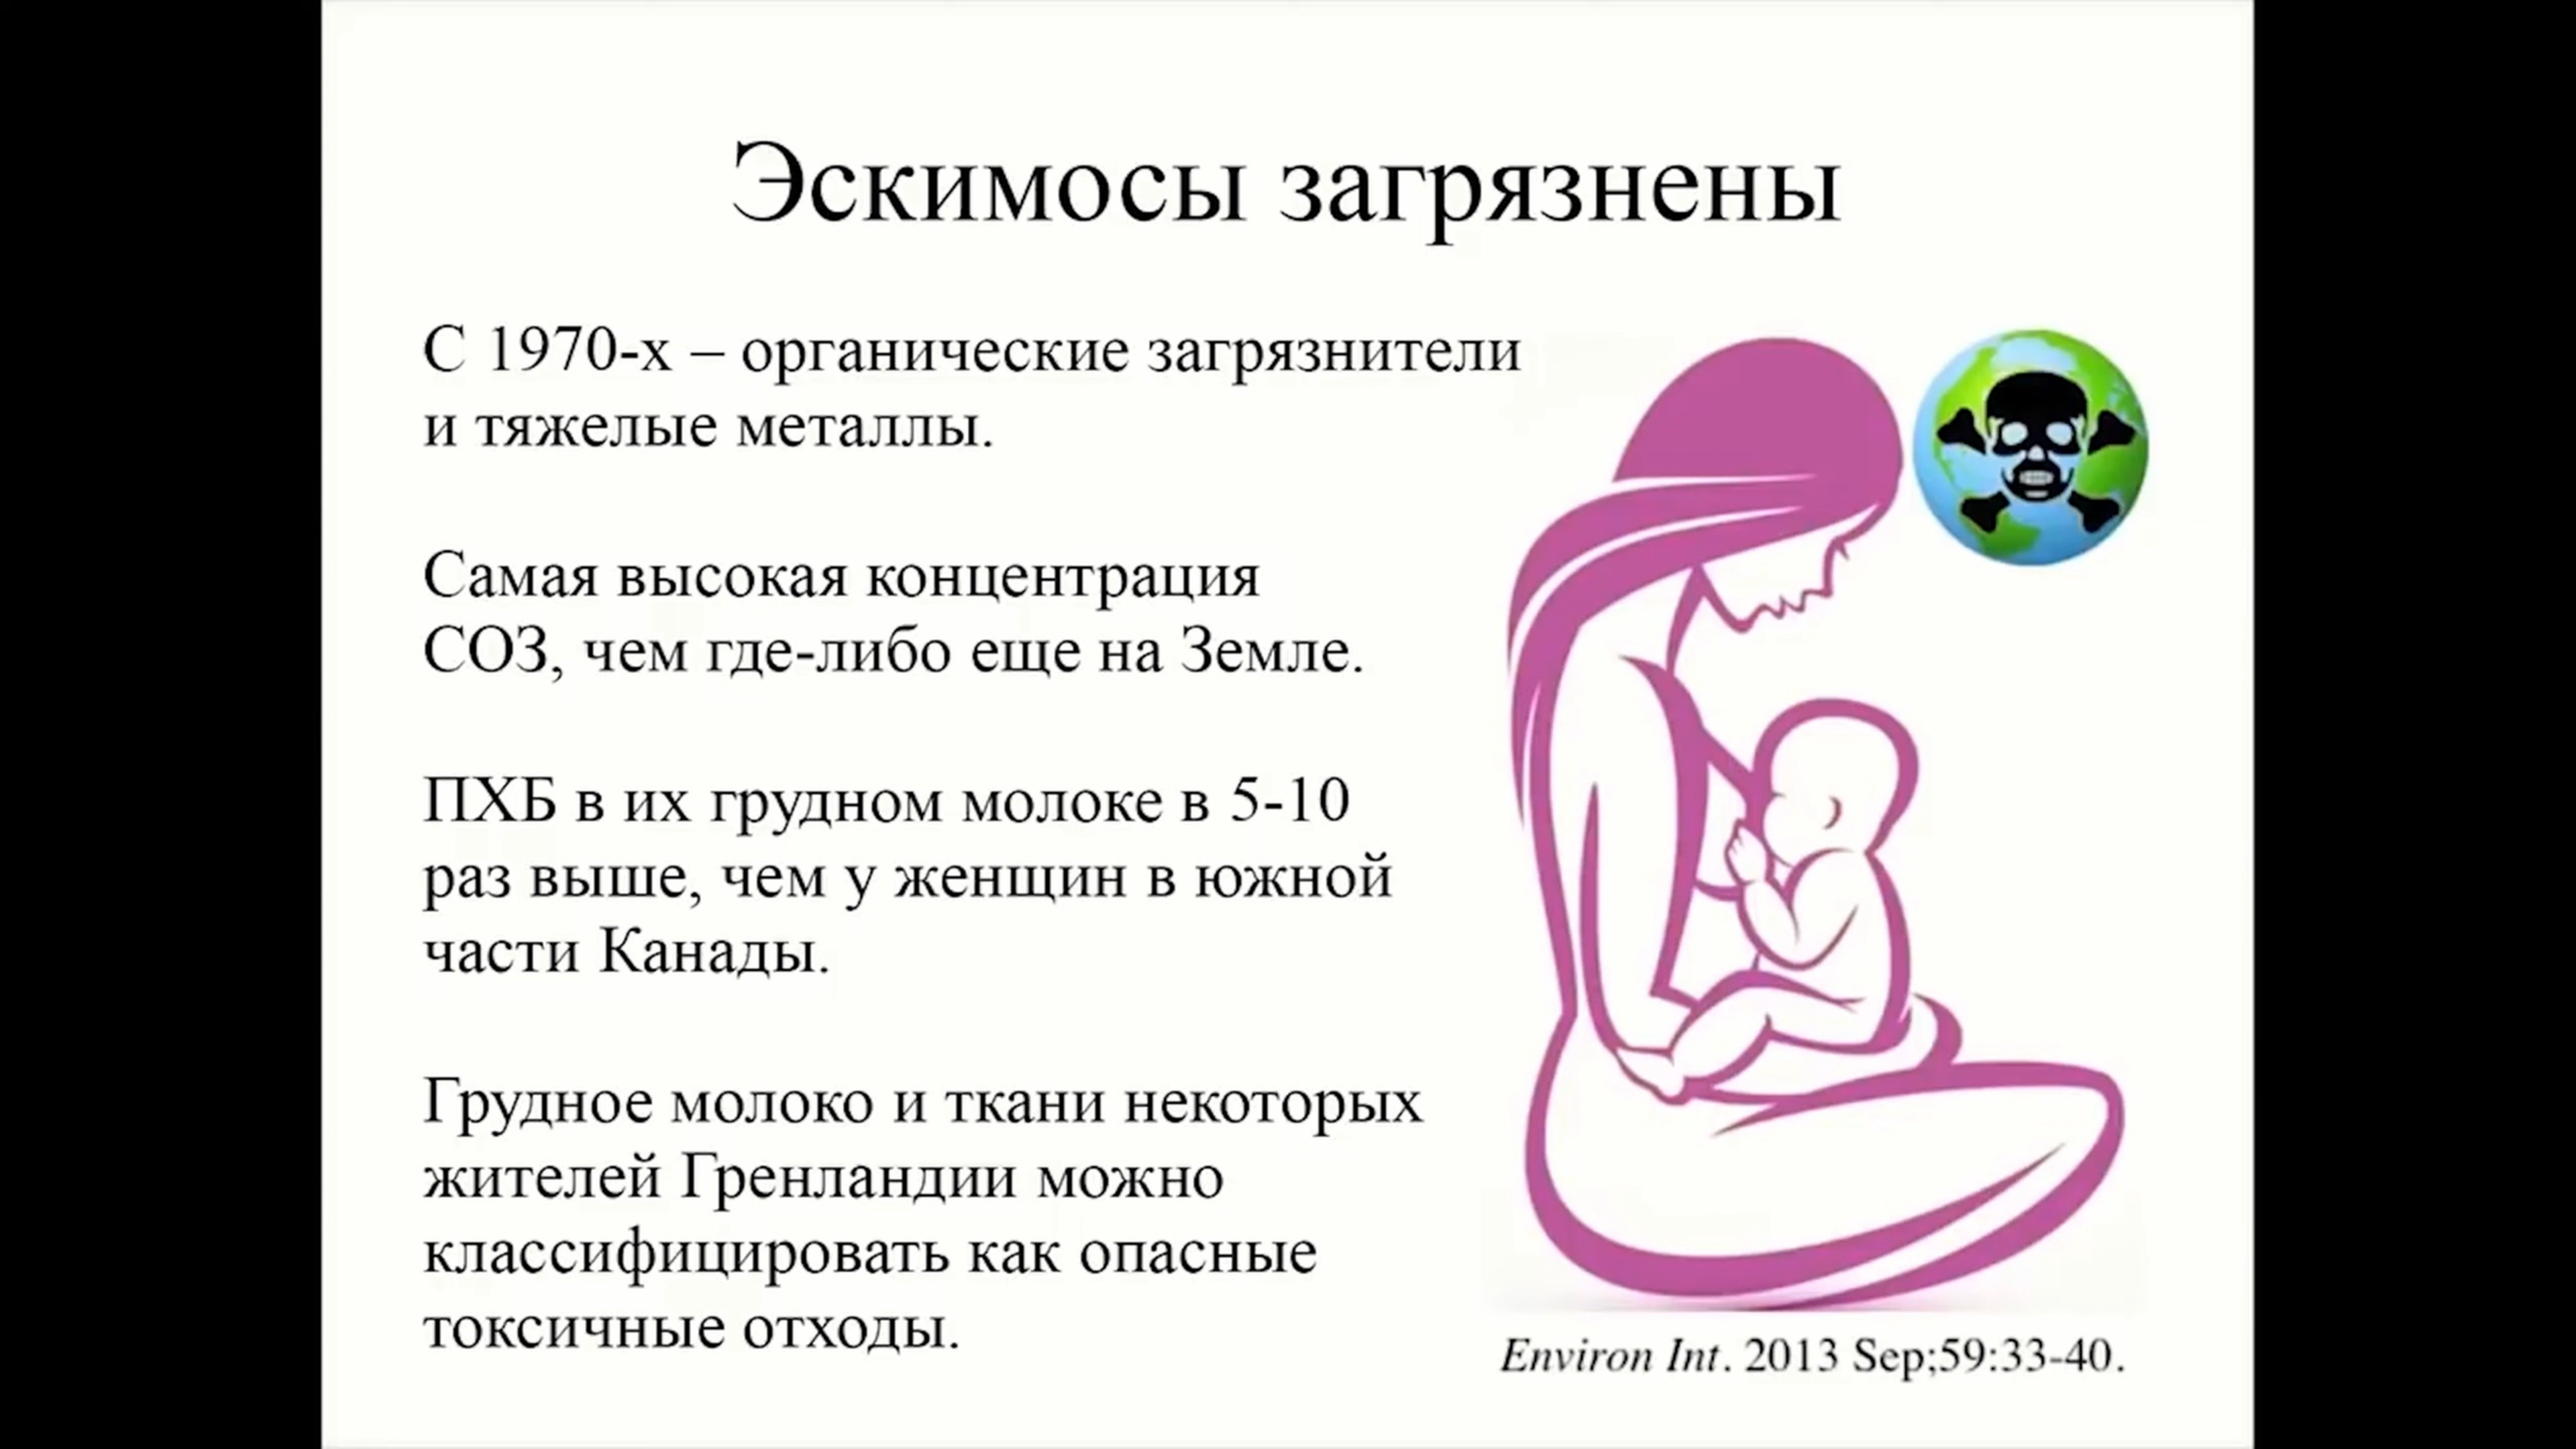 Эскимосы загрязнены
С 1970-х – органические загрязнители
и тяжелые металлы.
Самая высокая концентрация
СОЗ, чем где-либо еще на Земле.
ПХБ в их грудном молоке в 5-10
раз выше, чем у женщин в южной
части Канады.
Грудное молоко и ткани некоторых
жителей Гренландии можно
классифицировать как опасные
токсичные отходы.
Environ Int. 2013 Sep;59:33-40.